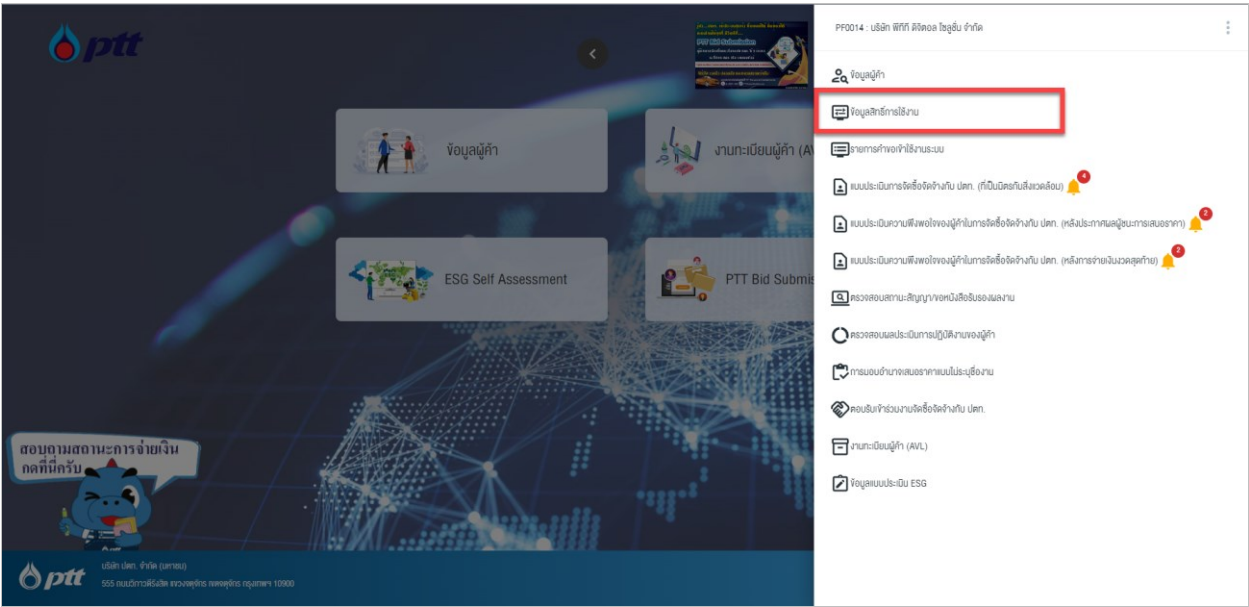 ptt
PTT Bid Submission
ข้อมูลผู้ค้า
งานทะเบียนผู้ค้า (AV
ESG Self Assessment
PTT Bid Submis
สอบถามสถานะการจ่ายเงิน
กดที่นี่ครับ
ptt
บริษัท ปตท. จำกัด (มหาชน)
555 ถนนวิภาวดีรังสิต แขวงจตุจักร เขตจตุจักร กรุงเทพฯ 10900
PF0014 : บริษัท พีทีที ดิจิตอล โซลูชั่น จำกัด
ข้อมูลผู้ค้า
ข้อมูลสิทธิ์การใช้งาน
รายการคำขอเข้าใช้งานระบบ
แบบประเมินการจัดซื้อจัดจ้างกับ ปตท. (ที่เป็นมิตรกับสิ่งแวดล้อม) 4
แบบประเมินความพึงพอใจของผู้ค้าในการจัดซื้อจัดจ้างกับ ปตท. (หลังประกาศผลผู้ชนะการเสนอราคา) 2
แบบประเมินความพึงพอใจของผู้ค้าในการจัดซื้อจัดจ้างกับ ปตท. (หลังการจ่ายเงินงวดสุดท้าย) 2
ตรวจสอบสถานะสัญญา/ขอหนังสือรับรองผลงาน
ตรวจสอบผลประเมินการปฏิบัติงานของผู้ค้า
การมอบอำนาจเสนอราคาแบบไม่ระบุชื่องาน
ตอบรับเข้าร่วมงานจัดซื้อจัดจ้างกับ ปตท.
งานทะเบียนผู้ค้า (AVL)
ข้อมูลแบบประเมิน ESG